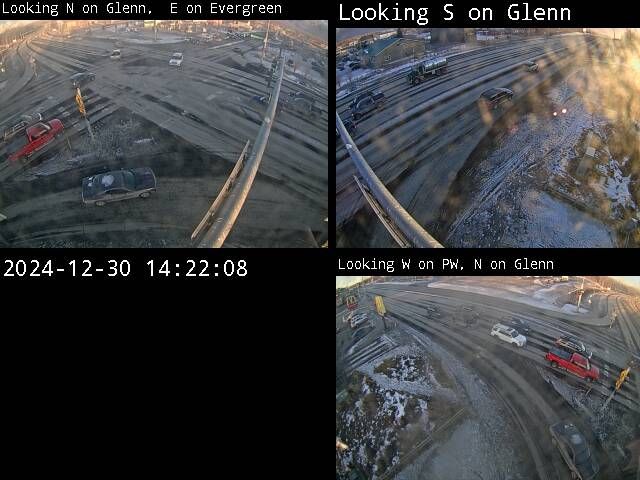 Looking N on Glenn,  E on Evergreen
Looking S on Glenn
2024-12-30 14:22:08
Looking W on PW, N on Glenn